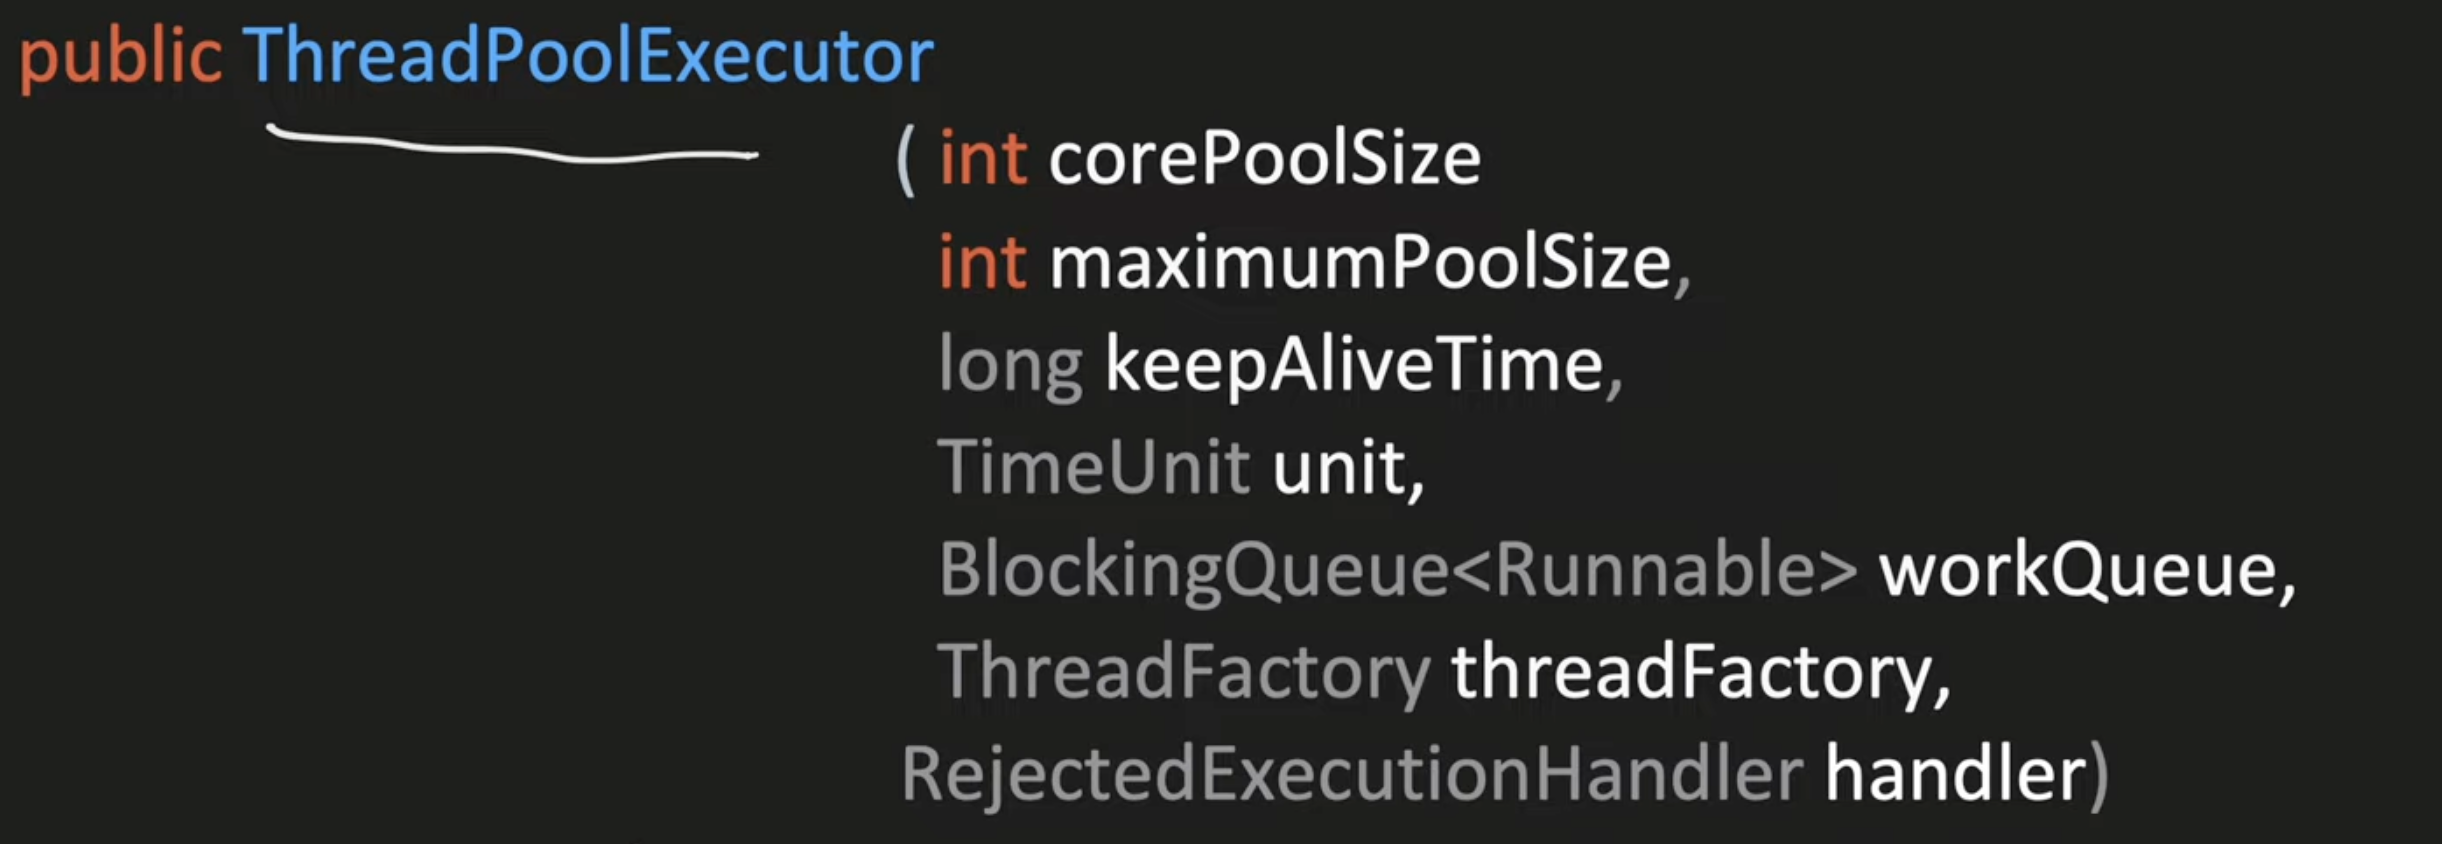 public ThreadPoolExecutor
( int corePoolSize
int maximumPoolSize,
long keepAliveTime,
TimeUnit unit,
BlockingQueue<Runnable> workQueue,
ThreadFactory threadFactory,
RejectedExecutionHandler handler)